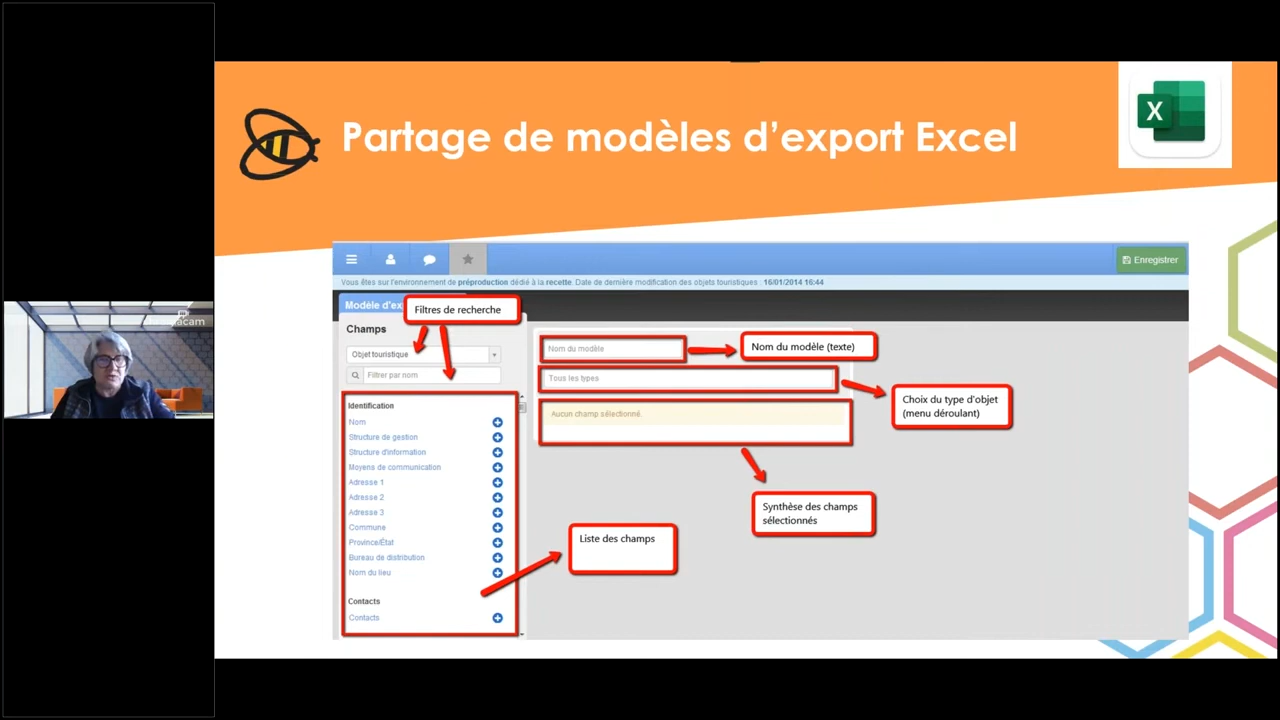 Partage de modèles d’export Excel
X
Enregistrer
Vous êtes sur l'environnement de préproduction dédié à la recette. Date de dernière modification des objets touristiques : 16/01/2014 16:44
Modèle d'ex
Filtres de recherche
Champs
Objet touristique
Filtrer par nom
Identification
Nom
Structure de gestion
Structure d'information
Moyens de communication
Adresse 1
Adresse 2
Adresse 3
Commune
Province/État
Bureau de distribution
Nom du lieu
Contacts
Contacts
Nom du modèle
Nom du modèle (texte)
Tous les types
Choix du type d'objet
(menu déroulant)
Aucun champ sélectionné.
Synthèse des champs
sélectionnés
Liste des champs